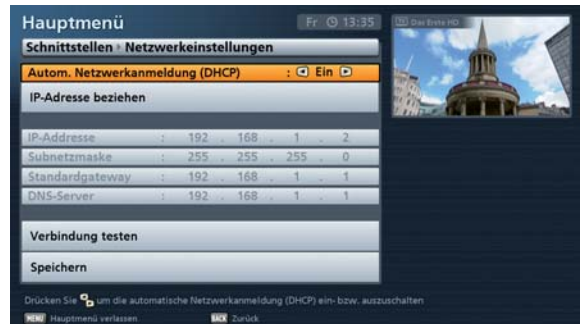 Hauptmenü
Fr 13:35
Das Erste HD
Schnittstellen Netzwerkeinstellungen
Autom. Netzwerkanmeldung (DHCP) : Ein
IP-Adresse beziehen
IP-Addresse : 192 . 168 . 1 . 2
Subnetzmaske : 255 . 255 . 255 . 0
Standardgateway : 192 . 168 . 1 . 1
DNS-Server : 192 . 168 . 1 . 1
Verbindung testen
Speichern
Drücken Sie um die automatische Netzwerkanmeldung (DHCP) ein- bzw. auszuschalten
MENU Hauptmenü verlassen BACK Zurück